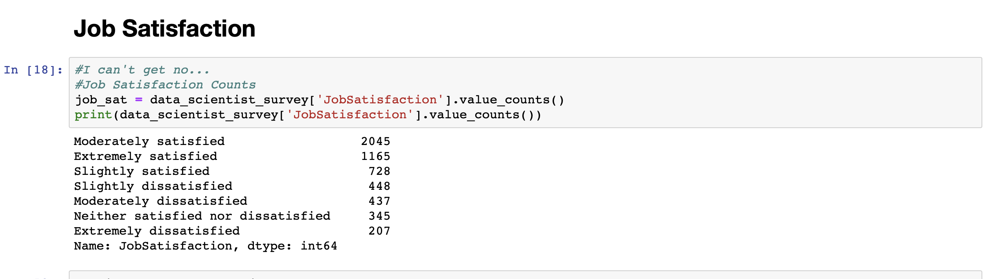 Job Satisfaction
In [18]:
#I can't get no...
#Job Satisfaction Counts
job_sat = data_scientist_survey['JobSatisfaction'].value_counts()
print(data_scientist_survey['JobSatisfaction'].value_counts())
Moderately satisfied 2045
Extremely satisfied 1165
Slightly satisfied 728
Slightly dissatisfied 448
Moderately dissatisfied 437
Neither satisfied nor dissatisfied 345
Extremely dissatisfied 207
Name: JobSatisfaction, dtype: int64